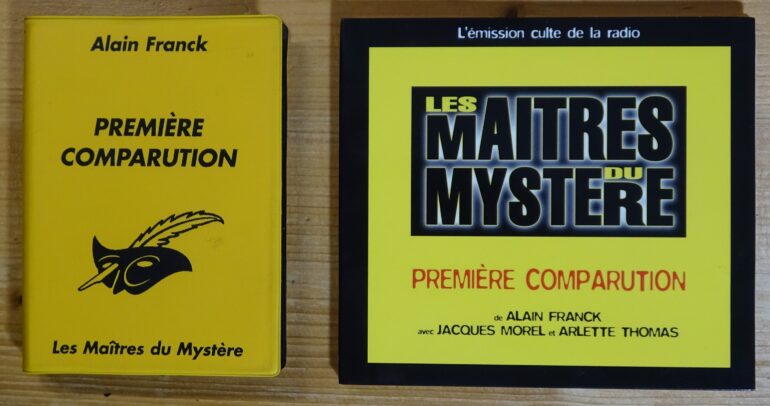 Alain Franck
PREMIÈRE
COMPARUTION
Les Maîtres du Mystère
L'émission culte de la radio
LES
MAITRES
DU
MYSTERE
PREMIÈRE COMPARUTION
de ALAIN FRANCK
avec JACQUES MOREL et ARLETTE THOMAS